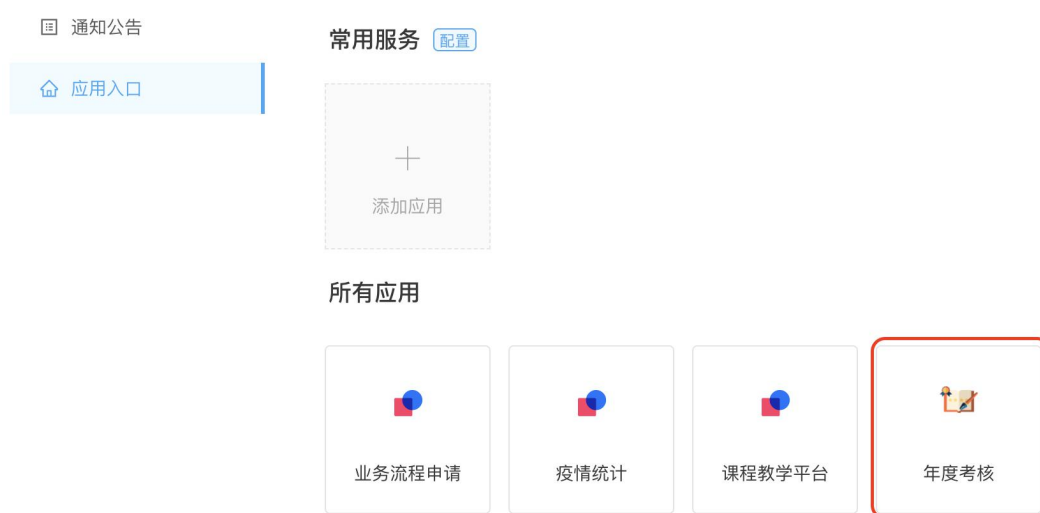 通知公告
应用入口
常用服务 配置
添加应用
所有应用
业务流程申请 疫情统计 课程教学平台 年度考核